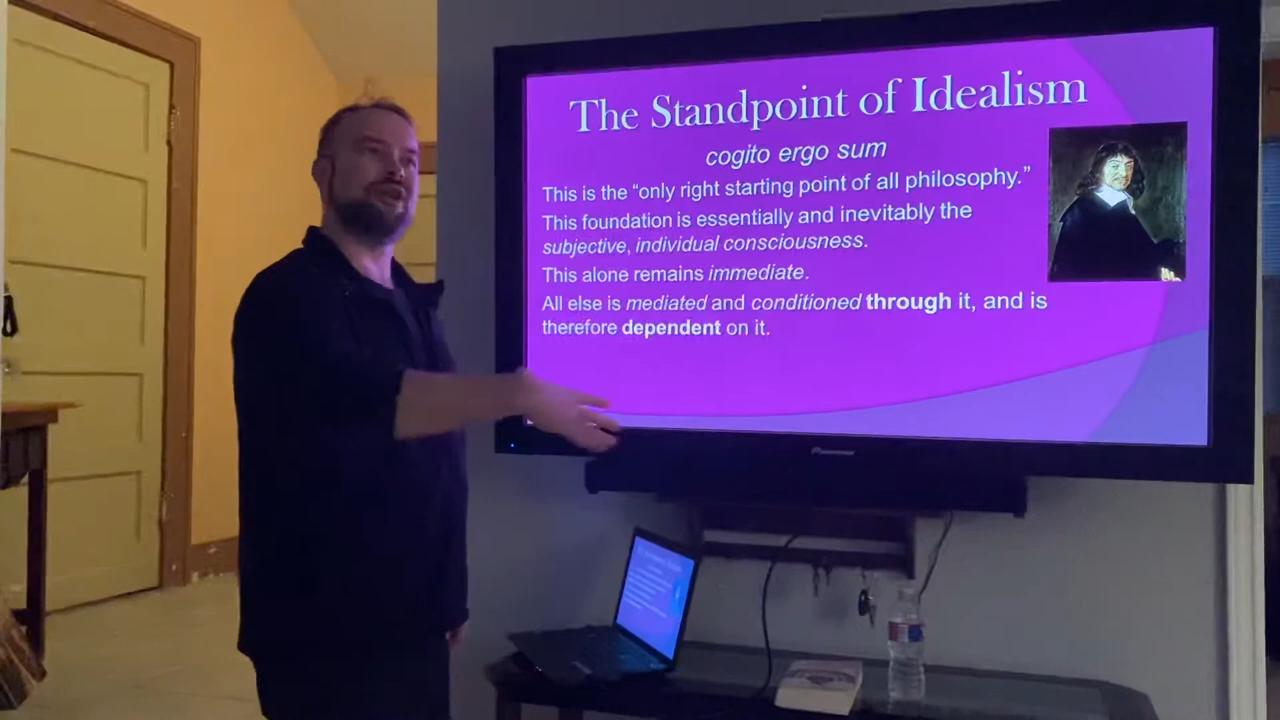 The Standpoint of Idealism
cogito ergo sum
This is the “only right starting point of all philosophy.”
This foundation is essentially and inevitably the
subjective, individual consciousness.
This alone remains immediate.
All else is mediated and conditioned through it, and is
therefore dependent on it.
Pioneer